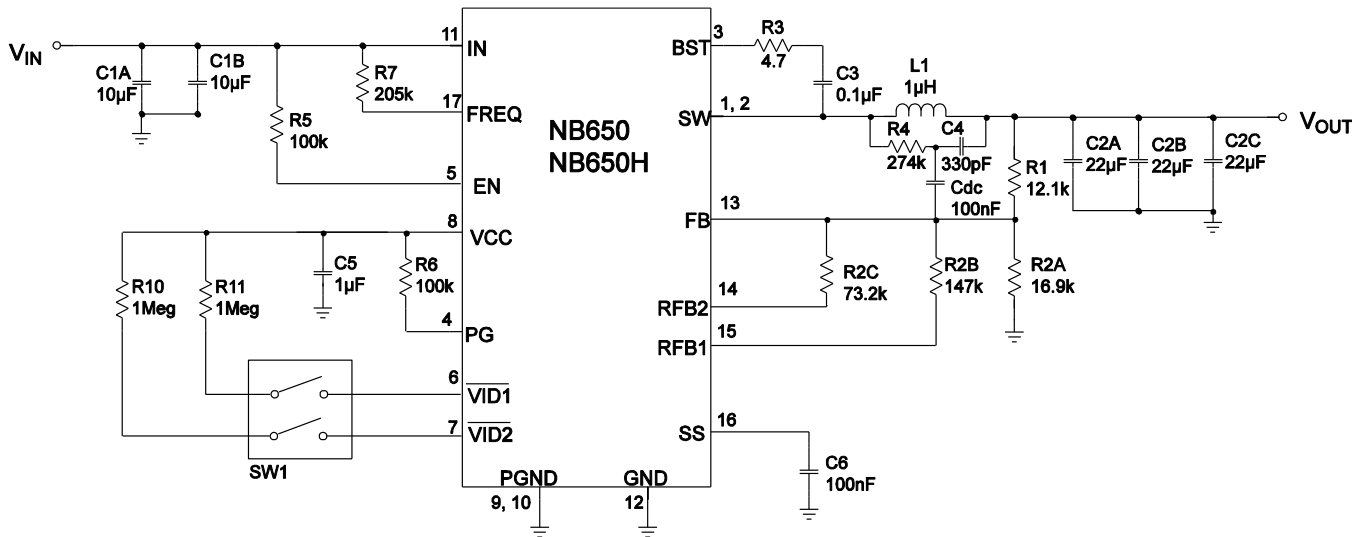 V_IN
C1A
10µF
C1B
10µF
R5
100k
R7
205k
11
IN
17
FREQ
5
EN
8
VCC
R10
1Meg
R11
1Meg
C5
1µF
R6
100k
4
PG
6
VID1
7
VID2
SW1
NB650
NB650H
PGND
9, 10
GND
12
3
BST
R3
4.7
C3
0.1µF
1, 2
SW
L1
1µH
R4
274k
C4
330pF
Cdc
100nF
R1
12.1k
C2A
22µF
C2B
22µF
C2C
22µF
V_OUT
13
FB
R2C
73.2k
R2B
147k
R2A
16.9k
14
RFB2
15
RFB1
16
SS
C6
100nF